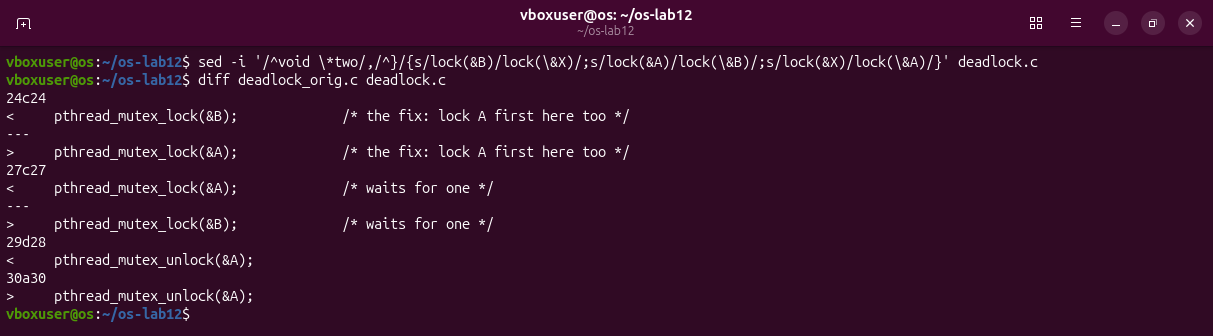 vboxuser@os: ~/os-lab12
~/os-lab12
vboxuser@os:~/os-lab12$ sed -i '/^void \*two/,/^}/{s/lock(&B)/lock(\&X)/;s/lock(&A)/lock(\&B)/;s/lock(&X)/lock(\&A)/}' deadlock.c
vboxuser@os:~/os-lab12$ diff deadlock_orig.c deadlock.c
24c24
<     pthread_mutex_lock(&B);             /* the fix: lock A first here too */
---
>     pthread_mutex_lock(&A);             /* the fix: lock A first here too */
27c27
<     pthread_mutex_lock(&A);             /* waits for one */
---
>     pthread_mutex_lock(&B);             /* waits for one */
29d28
<     pthread_mutex_unlock(&A);
30a30
>     pthread_mutex_unlock(&A);
vboxuser@os:~/os-lab12$